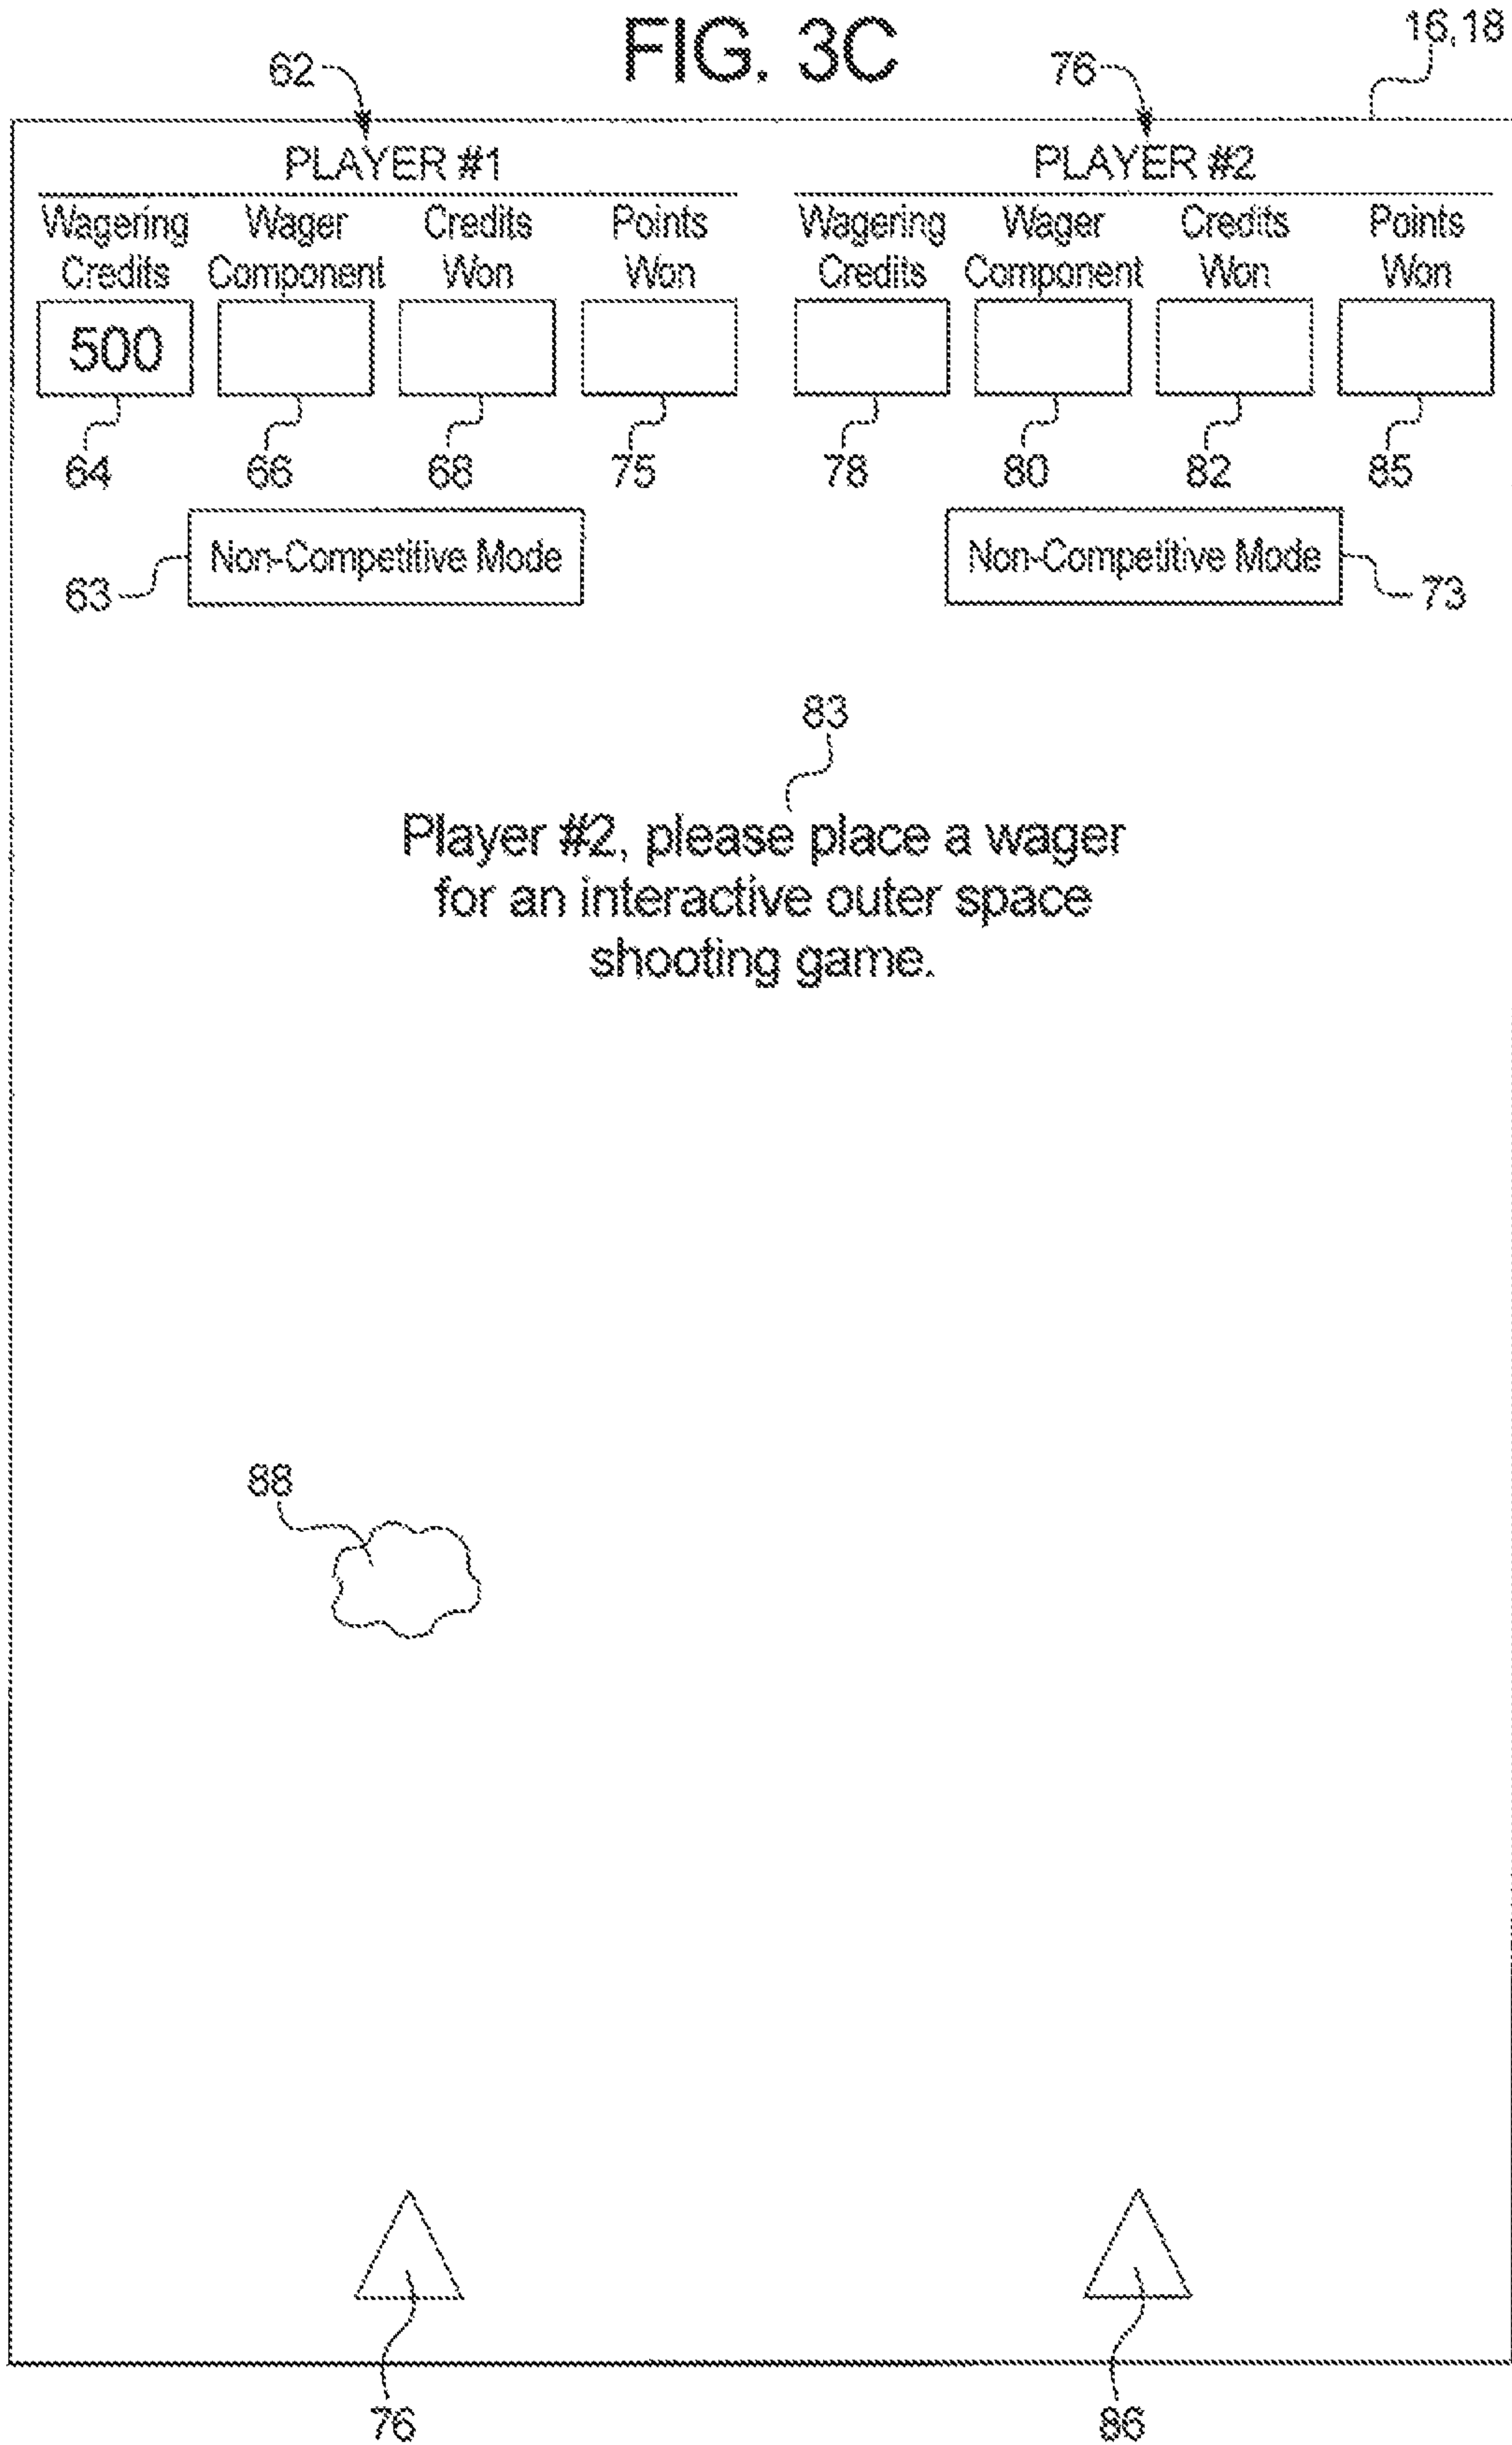 FIG. 3C
16,18
62
76
PLAYER #1
PLAYER #2
Wagering Credits
Wager Component
Credits Won
Points Won
Wagering Credits
Wager Component
Credits Won
Points Won
500
64
66
68
75
78
80
82
85
Non-Competitive Mode
Non-Competitive Mode
63
73
83
Player #2, please place a wager
for an interactive outer space
shooting game.
88
76
86